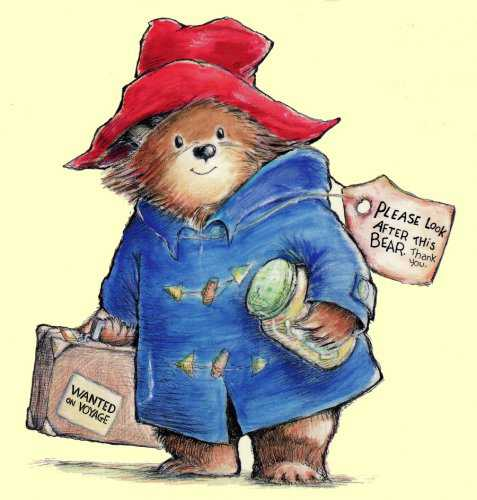 PLEASE LOOK
AFTER THIS
BEAR. Thank
you.
WANTED
ON VOYAGE